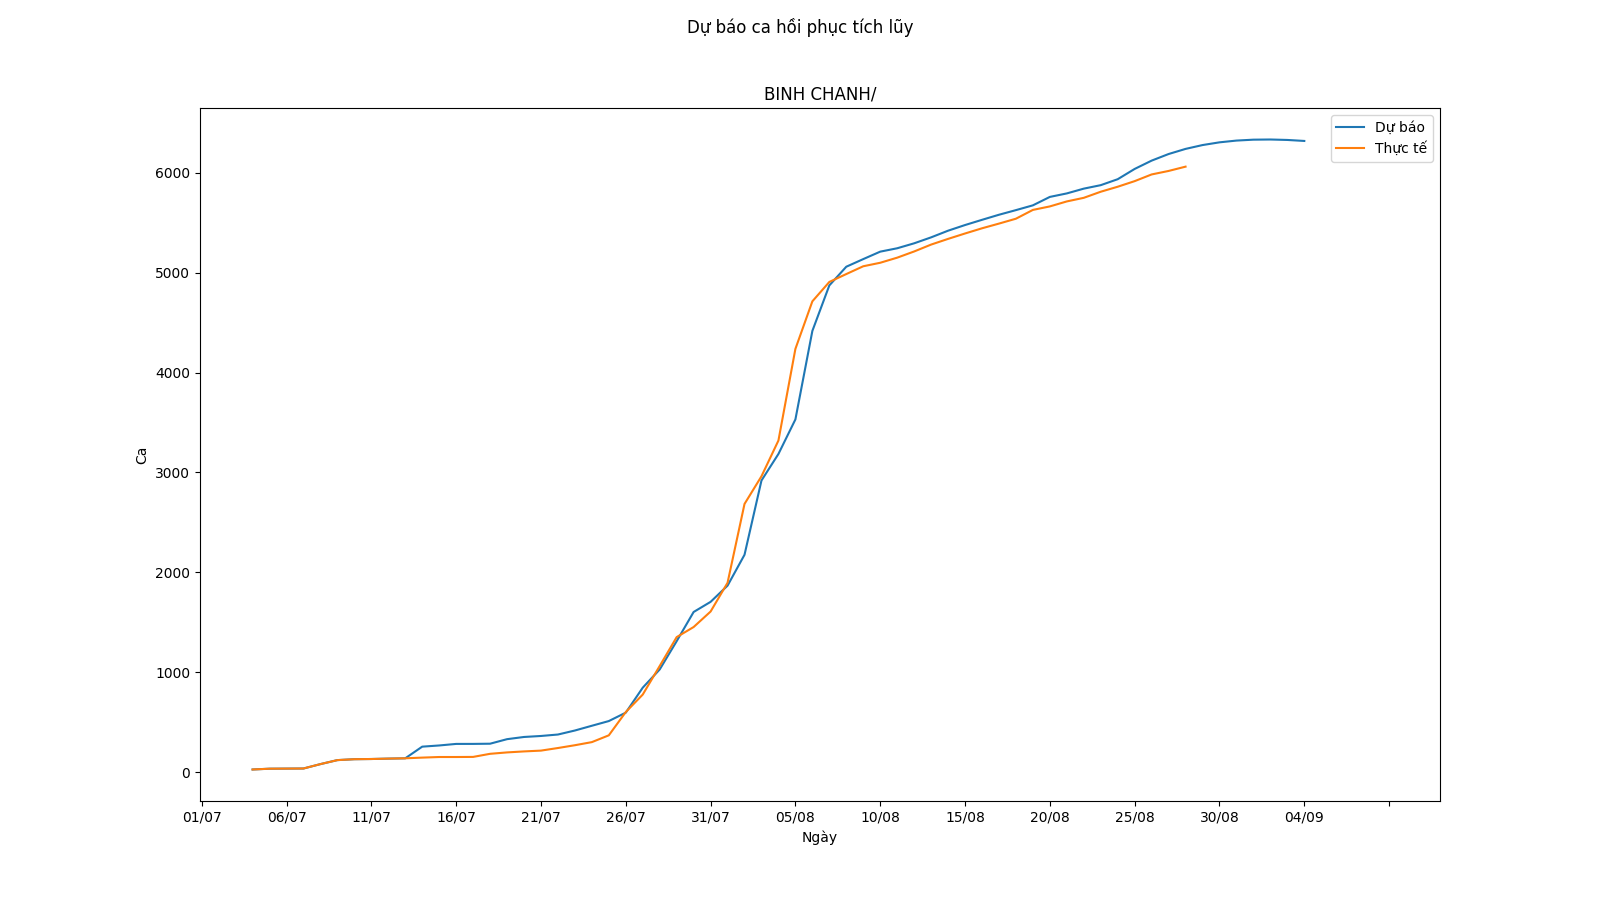 Dự báo ca hồi phục tích lũy
BINH CHANH/
Dự báo
Thực tế
6000
5000
4000
3000
2000
1000
0
Ca
01/07 06/07 11/07 16/07 21/07 26/07 31/07 05/08 10/08 15/08 20/08 25/08 30/08 04/09
Ngày